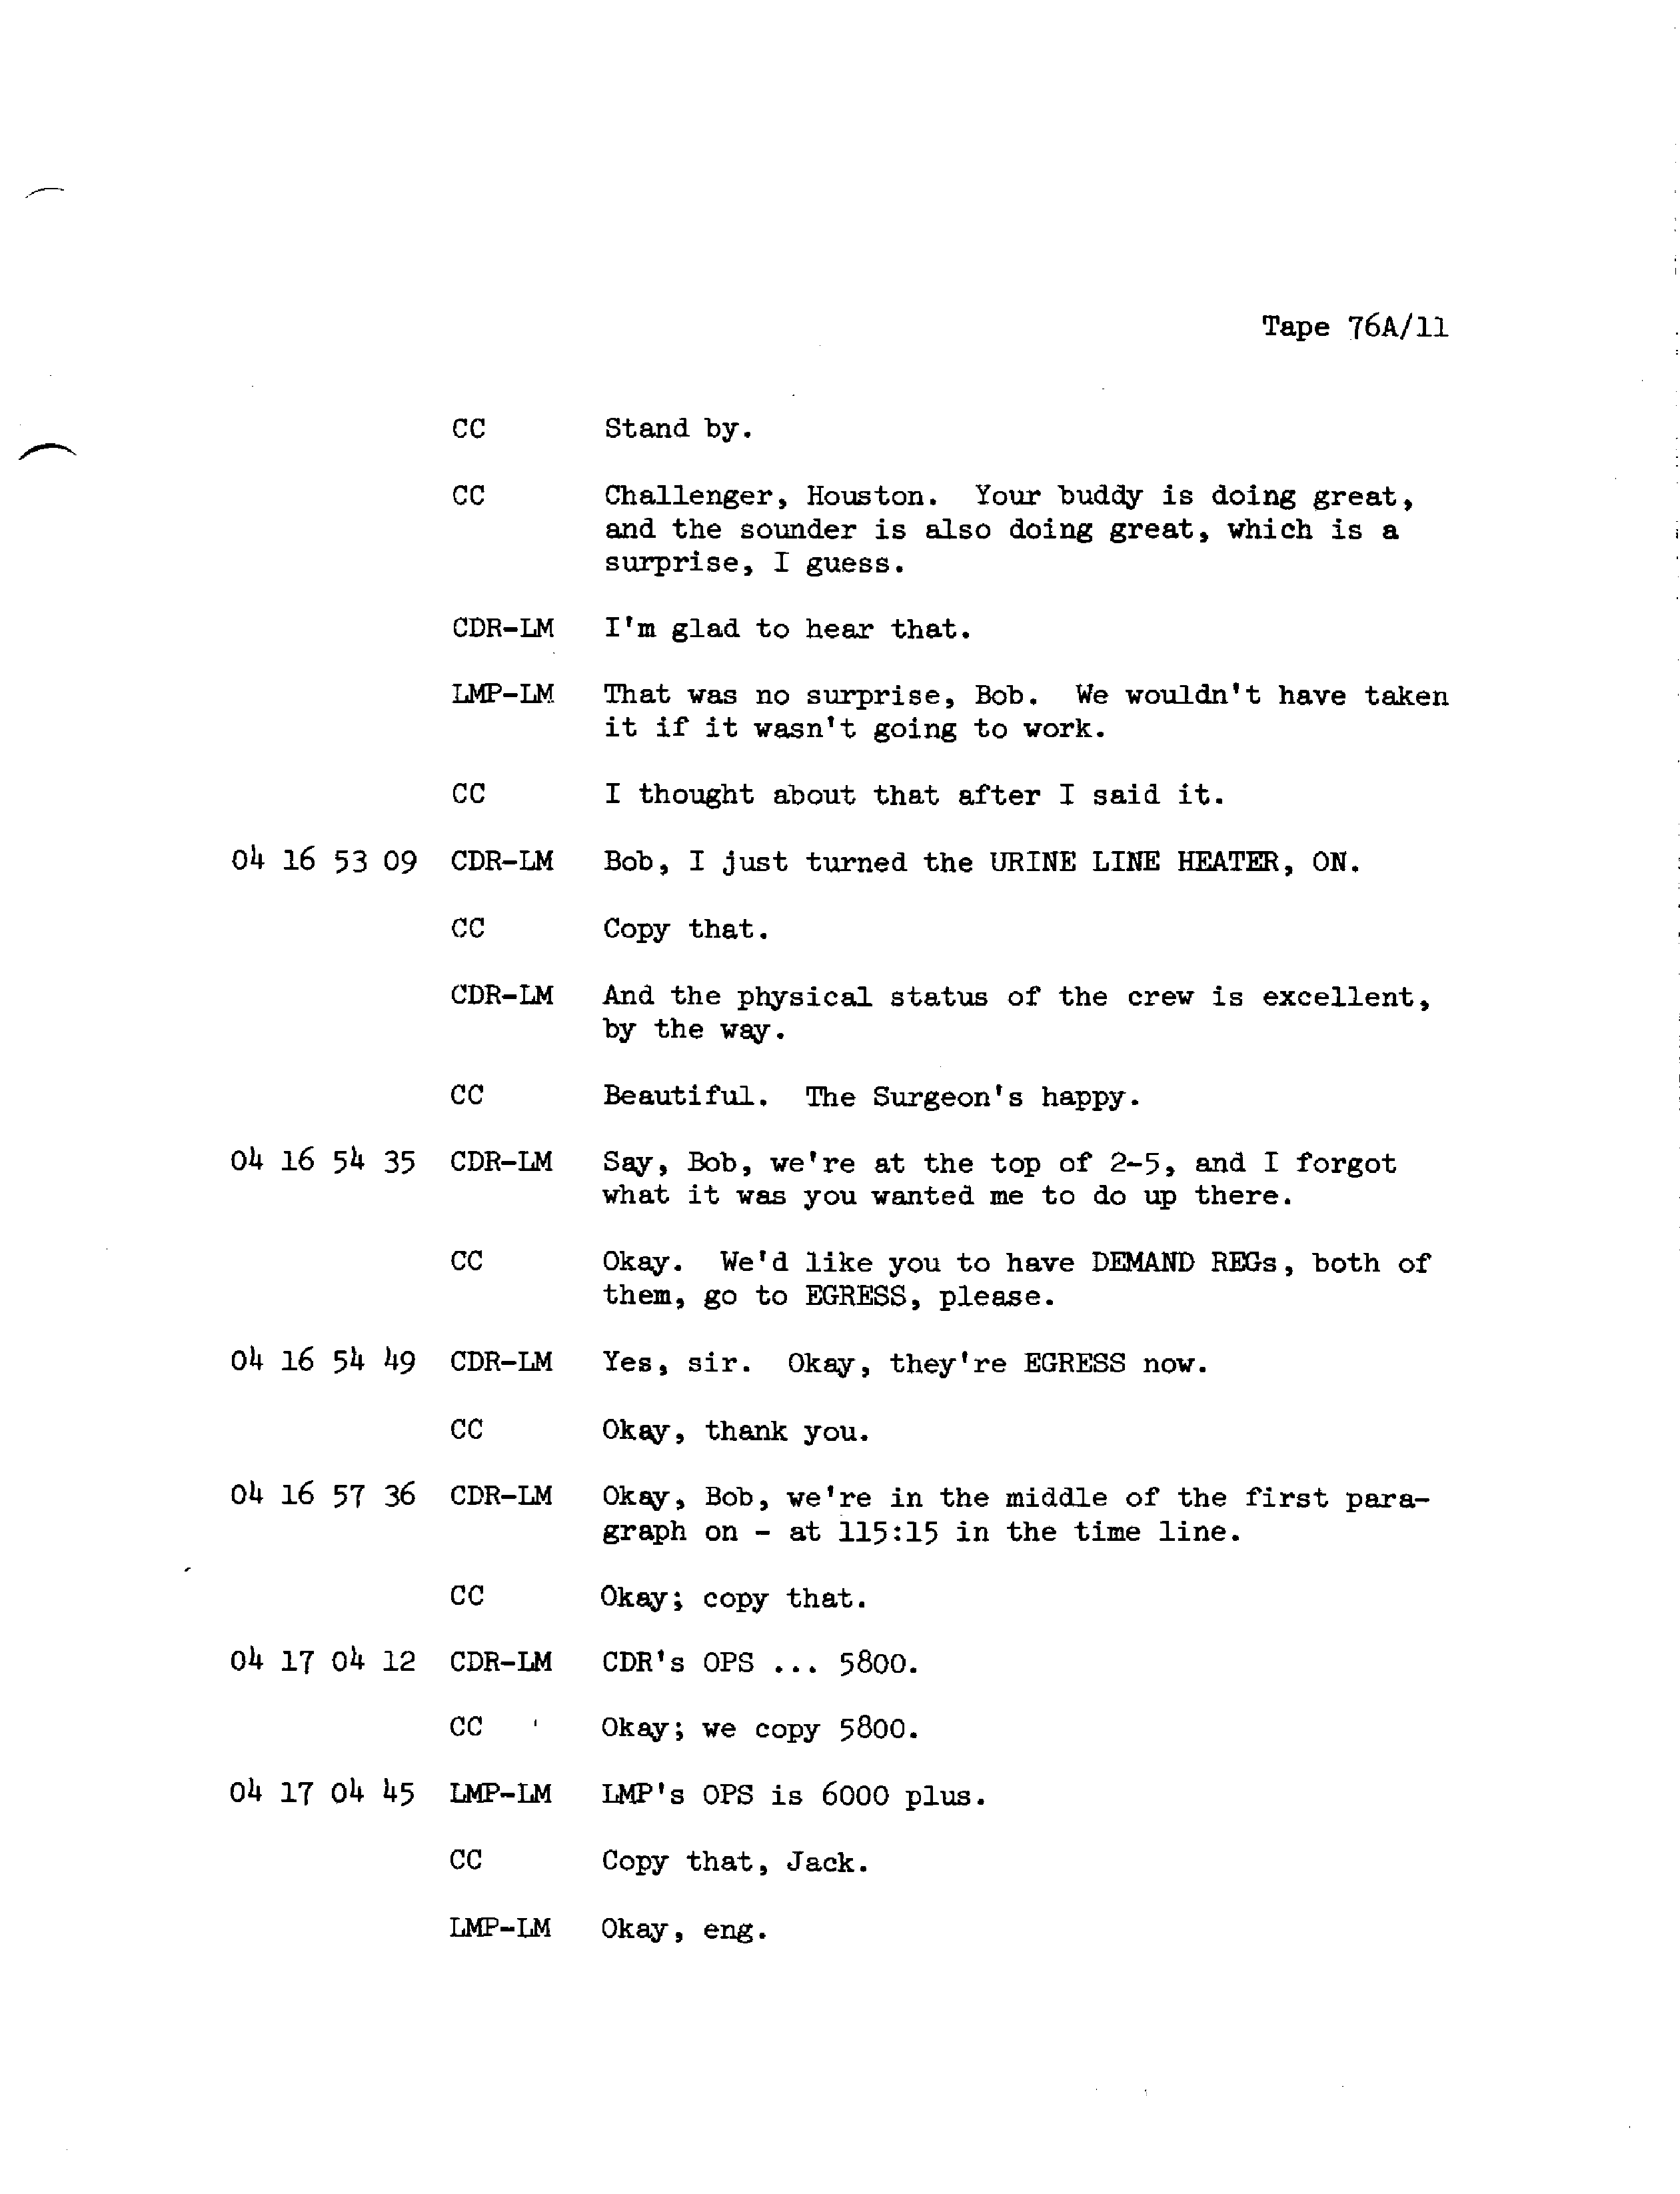 Tape 76A/11
CC Stand by.
CC Challenger, Houston. Your buddy is doing great,
and the sounder is also doing great, which is a
surprise, I guess.
CDR-LM I'm glad to hear that.
LMP-LM That was no surprise, Bob. We wouldn't have taken
it if it wasn't going to work.
CC I thought about that after I said it.
04 16 53 09 CDR-LM Bob, I just turned the URINE LINE HEATER, ON.
CC Copy that.
CDR-LM And the physical status of the crew is excellent,
by the way.
CC Beautiful. The Surgeon's happy.
04 16 54 35 CDR-LM Say, Bob, we're at the top of 2-5, and I forgot
what it was you wanted me to do up there.
CC Okay. We'd like you to have DEMAND REGs, both of
them, go to EGRESS, please.
04 16 54 49 CDR-LM Yes, sir. Okay, they're EGRESS now.
CC Okay, thank you.
04 16 57 36 CDR-LM Okay, Bob, we're in the middle of the first para-
graph on - at 115:15 in the time line.
CC Okay; copy that.
04 17 04 12 CDR-LM CDR's OPS ... 5800.
CC Okay; we copy 5800.
04 17 04 45 LMP-LM LMP's OPS is 6000 plus.
CC Copy that, Jack.
LMP-LM Okay, eng.